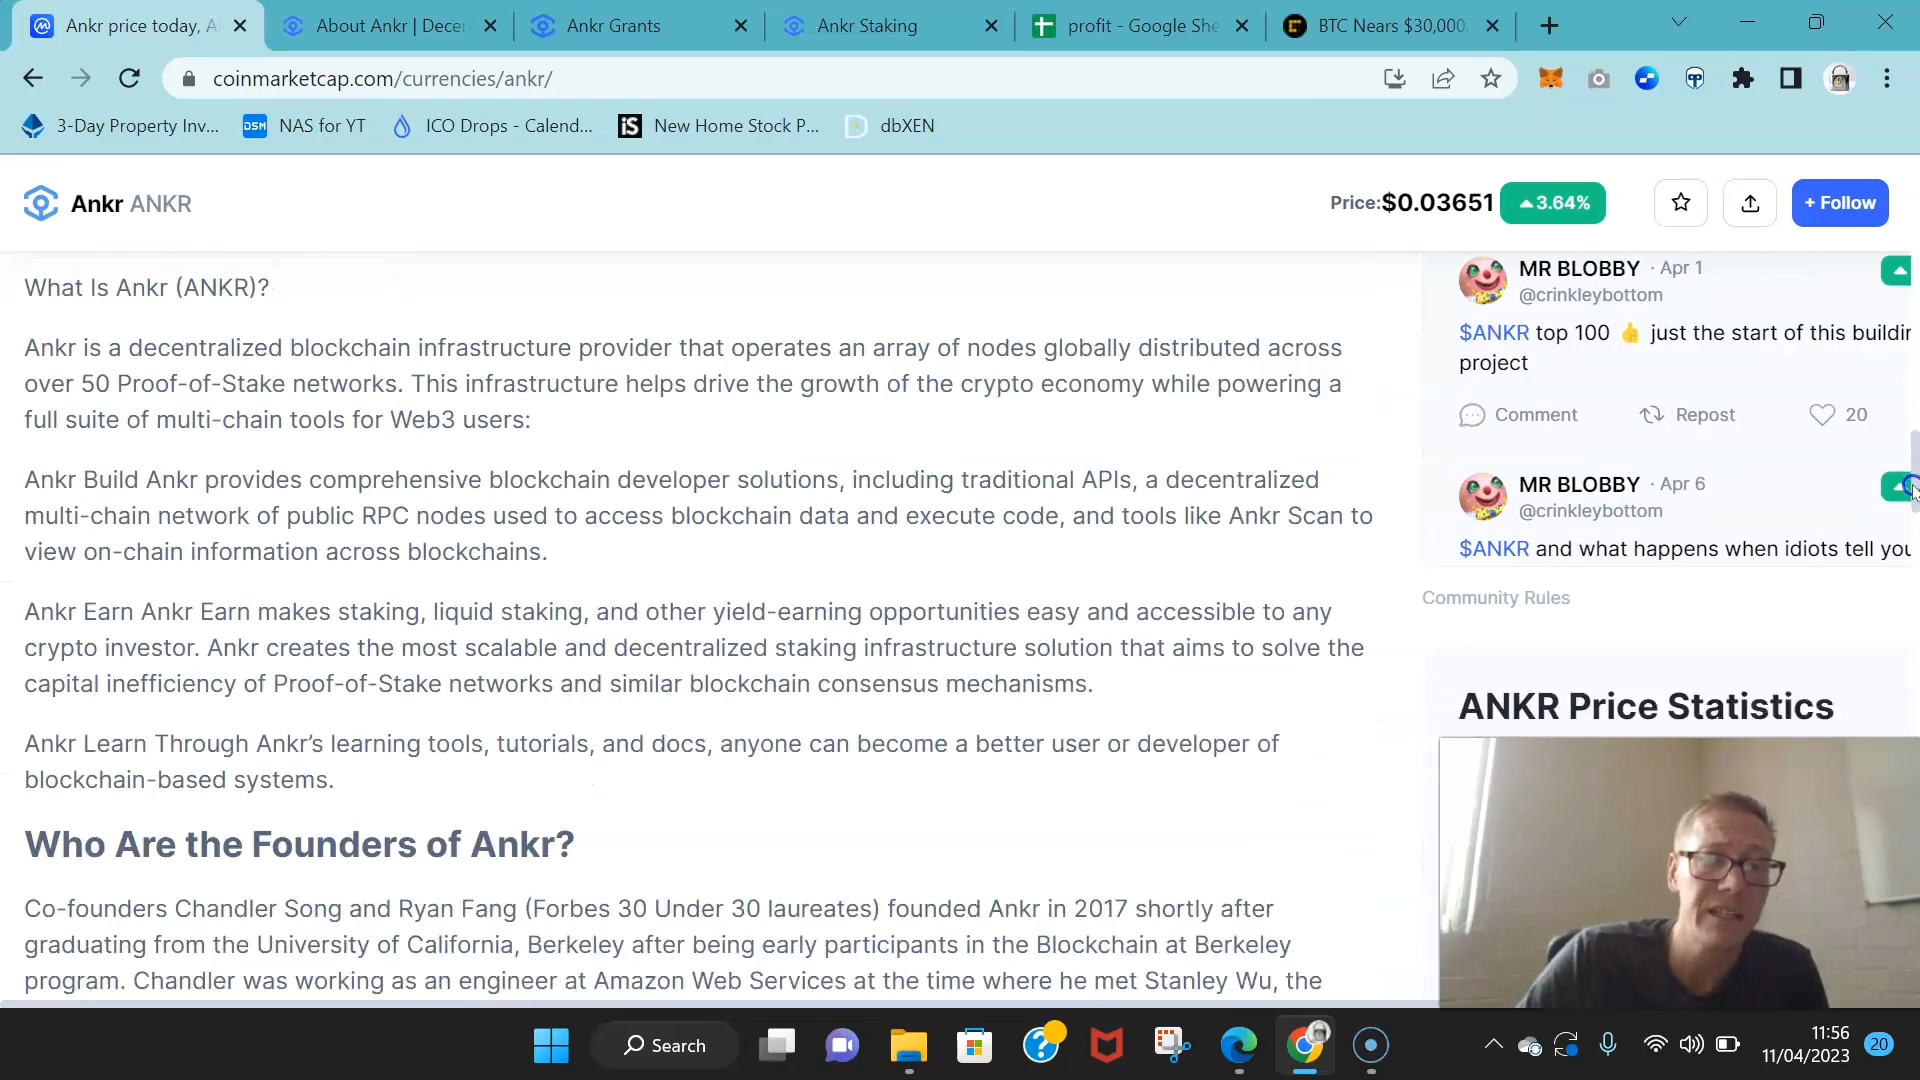 Ankr price today, A
About Ankr | Decen
Ankr Grants
Ankr Staking
profit - Google She
BTC Nears $30,000,
coinmarketcap.com/currencies/ankr/
3-Day Property Inv...
DSM NAS for YT
ICO Drops - Calend...
iS New Home Stock P...
dbXEN
Ankr ANKR
Price:$0.03651
3.64%
+ Follow
What Is Ankr (ANKR)?
Ankr is a decentralized blockchain infrastructure provider that operates an array of nodes globally distributed across
over 50 Proof-of-Stake networks. This infrastructure helps drive the growth of the crypto economy while powering a
full suite of multi-chain tools for Web3 users:
Ankr Build Ankr provides comprehensive blockchain developer solutions, including traditional APIs, a decentralized
multi-chain network of public RPC nodes used to access blockchain data and execute code, and tools like Ankr Scan to
view on-chain information across blockchains.
Ankr Earn Ankr Earn makes staking, liquid staking, and other yield-earning opportunities easy and accessible to any
crypto investor. Ankr creates the most scalable and decentralized staking infrastructure solution that aims to solve the
capital inefficiency of Proof-of-Stake networks and similar blockchain consensus mechanisms.
Ankr Learn Through Ankr's learning tools, tutorials, and docs, anyone can become a better user or developer of
blockchain-based systems.
Who Are the Founders of Ankr?
Co-founders Chandler Song and Ryan Fang (Forbes 30 Under 30 laureates) founded Ankr in 2017 shortly after
graduating from the University of California, Berkeley after being early participants in the Blockchain at Berkeley
program. Chandler was working as an engineer at Amazon Web Services at the time where he met Stanley Wu, the
MR BLOBBY · Apr 1
@crinkleybottom
$ANKR top 100 👍 just the start of this buildin
project
Comment
Repost
20
MR BLOBBY · Apr 6
@crinkleybottom
$ANKR and what happens when idiots tell you
Community Rules
ANKR Price Statistics
Search
11:56
11/04/2023
20